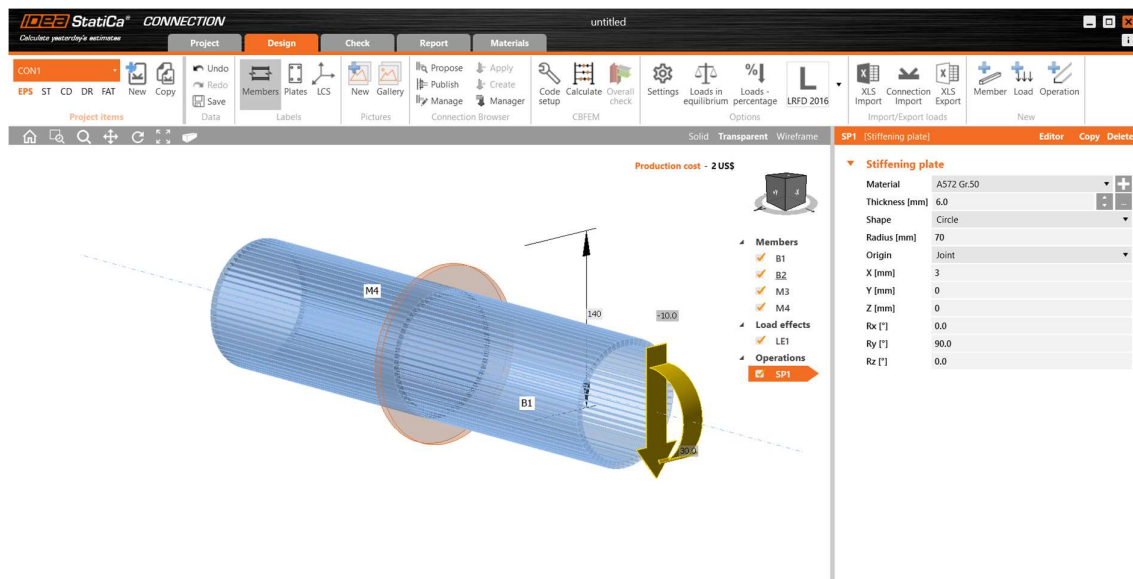 IDEA StatiCa® CONNECTION
untitled
Calculate yesterday's estimates
Project Design Check Report Materials
CON1
EPS ST CD DR FAT
New Copy
Project items
Undo
Redo
Save
Data
Members Plates LCS
Labels
New Gallery
Pictures
Propose Apply
Publish Create
Manage Manager
Connection Browser
Code setup Calculate Overall check
CBFEM
Settings Loads in equilibrium Loads - percentage L LRFD 2016
Options
XLS Import Connection Import XLS Export
Import/Export loads
Member Load Operation
New
Solid Transparent Wireframe
SP1 [Stiffening plate] Editor Copy Delete
Production cost - 2 US$
-Y X
Members
B1
B2
M3
M4
Load effects
LE1
Operations
SP1
M4
B1
140
-10.0
30.0
Stiffening plate
Material A572 Gr.50
Thickness [mm] 6.0
Shape Circle
Radius [mm] 70
Origin Joint
X [mm] 3
Y [mm] 0
Z [mm] 0
Rx [°] 0.0
Ry [°] 90.0
Rz [°] 0.0